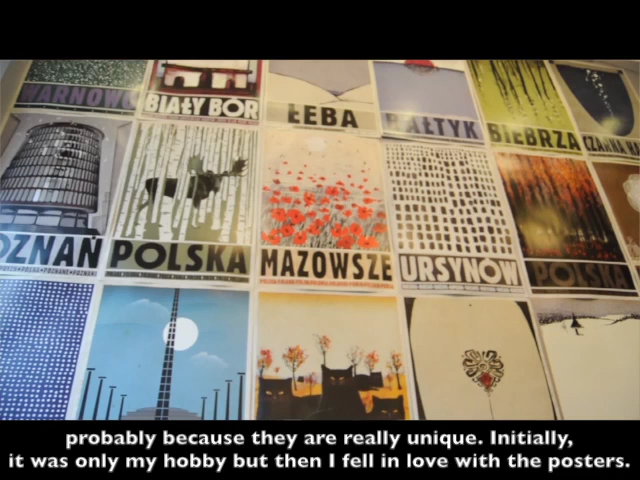 WARNOWO
BIAŁY BÓR
ŁEBA
BAŁTYK
BIEBRZA
CZARNA HA
OZNAŃ
POLSKA
MAZOWSZE
URSYNÓW
POLSKA
probably because they are really unique. Initially,
it was only my hobby but then I fell in love with the posters.